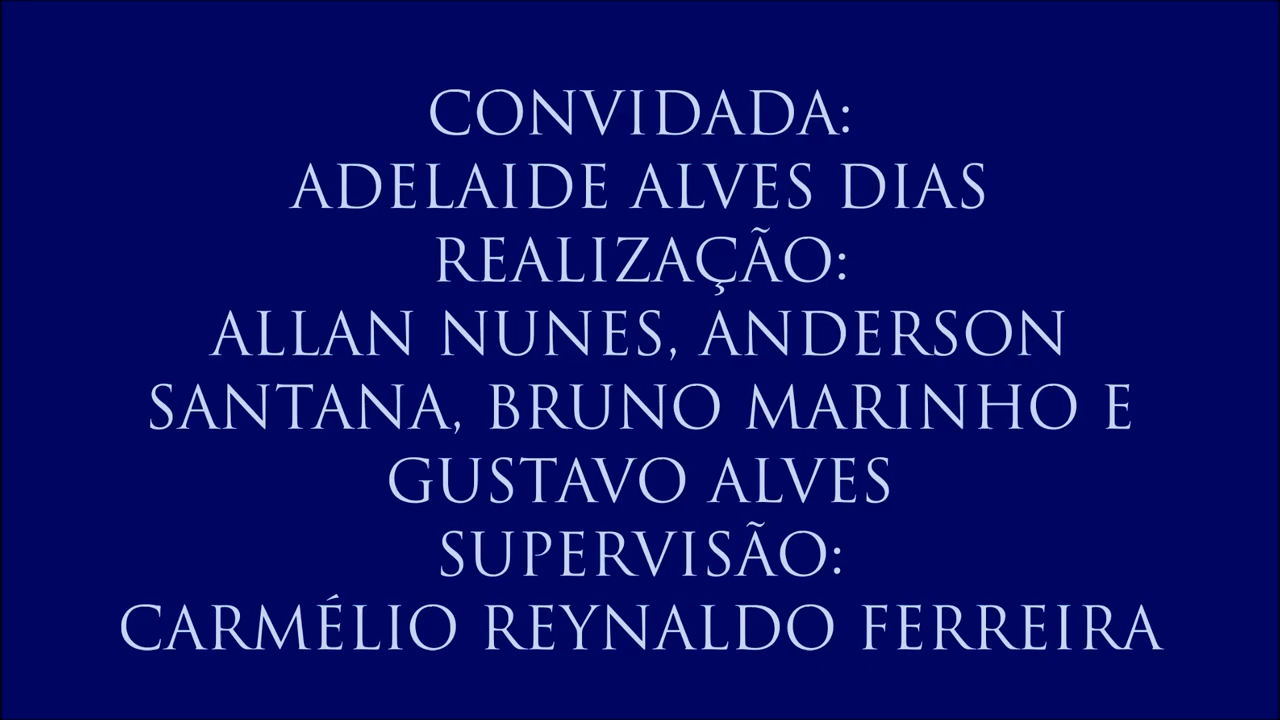 CONVIDADA:
ADELAIDE ALVES DIAS
REALIZAÇÃO:
ALLAN NUNES, ANDERSON
SANTANA, BRUNO MARINHO E
GUSTAVO ALVES
SUPERVISÃO:
CARMÉLIO REYNALDO FERREIRA